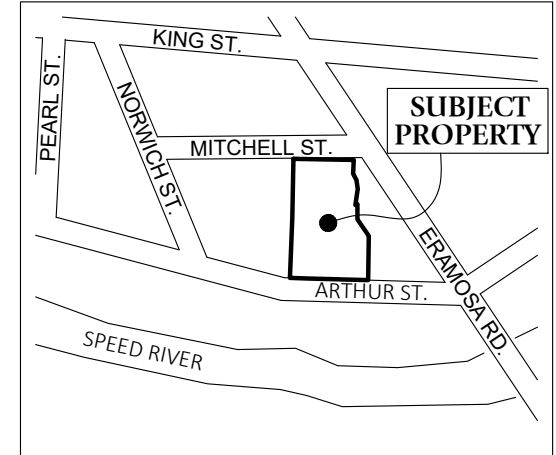 KING ST.
PEARL ST.
NORWICH ST.
MITCHELL ST.
SUBJECT
PROPERTY
ERAMOSA RD.
ARTHUR ST.
SPEED RIVER